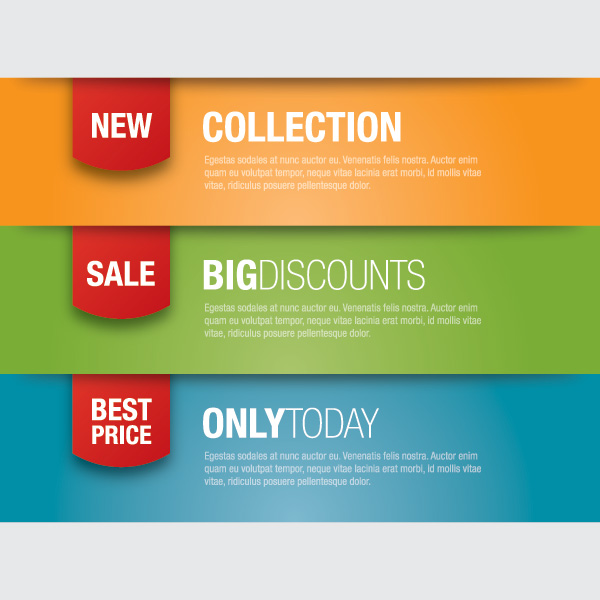 NEW
COLLECTION
Egestas sodales at nunc auctor eu. Venenatis felis nostra. Auctor enim
quam eu volutpat tempor, neque vitae lacinia erat morbi, id mollis vitae
vitae, ridiculus posuere pellentesque dolor.
SALE
BIGDISCOUNTS
Egestas sodales at nunc auctor eu. Venenatis felis nostra. Auctor enim
quam eu volutpat tempor, neque vitae lacinia erat morbi, id mollis vitae
vitae, ridiculus posuere pellentesque dolor.
BEST
PRICE
ONLYTODAY
Egestas sodales at nunc auctor eu. Venenatis felis nostra. Auctor enim
quam eu volutpat tempor, neque vitae lacinia erat morbi, id mollis vitae
vitae, ridiculus posuere pellentesque dolor.